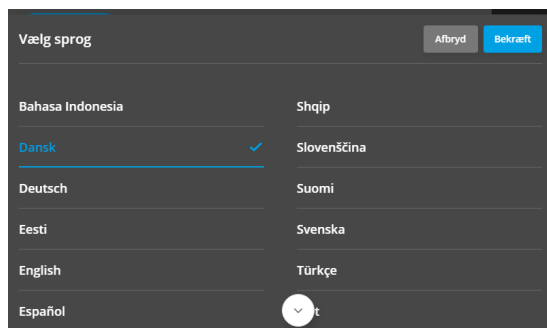 Vælg sprog
Afbryd
Bekræft
Bahasa Indonesia
Shqip
Dansk
Slovenščina
Deutsch
Suomi
Eesti
Svenska
English
Türkçe
Español